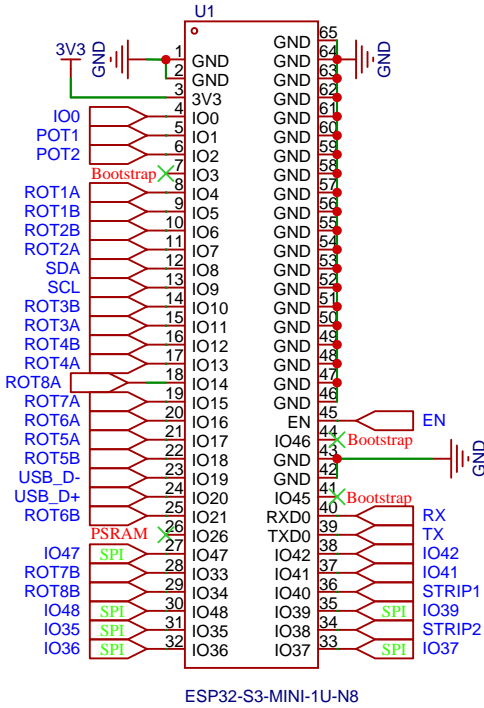 U1
3V3
GND
1 GND
2 GND
3 3V3
IO0 4 IO0
POT1 5 IO1
POT2 6 IO2
Bootstrap 7 IO3
ROT1A 8 IO4
ROT1B 9 IO5
ROT2B 10 IO6
ROT2A 11 IO7
SDA 12 IO8
SCL 13 IO9
ROT3B 14 IO10
ROT3A 15 IO11
ROT4B 16 IO12
ROT4A 17 IO13
ROT8A 18 IO14
ROT7A 19 IO15
ROT6A 20 IO16
ROT5A 21 IO17
ROT5B 22 IO18
USB_D- 23 IO19
USB_D+ 24 IO20
ROT6B 25 IO21
PSRAM 26 IO26
IO47 SPI 27 IO47
ROT7B 28 IO33
ROT8B 29 IO34
IO48 SPI 30 IO48
IO35 SPI 31 IO35
IO36 SPI 32 IO36
GND 65
GND 64
GND
GND 63
GND 62
GND 61
GND 60
GND 59
GND 58
GND 57
GND 56
GND 55
GND 54
GND 53
GND 52
GND 51
GND 50
GND 49
GND 48
GND 47
GND 46
EN 45 EN
IO46 44 Bootstrap
GND 43
GND 42
GND
IO45 41 Bootstrap
RXD0 40 RX
TXD0 39 TX
IO42 38 IO42
IO41 37 IO41
IO40 36 STRIP1
IO39 35 SPI IO39
IO38 34 STRIP2
IO37 33 SPI IO37
ESP32-S3-MINI-1U-N8